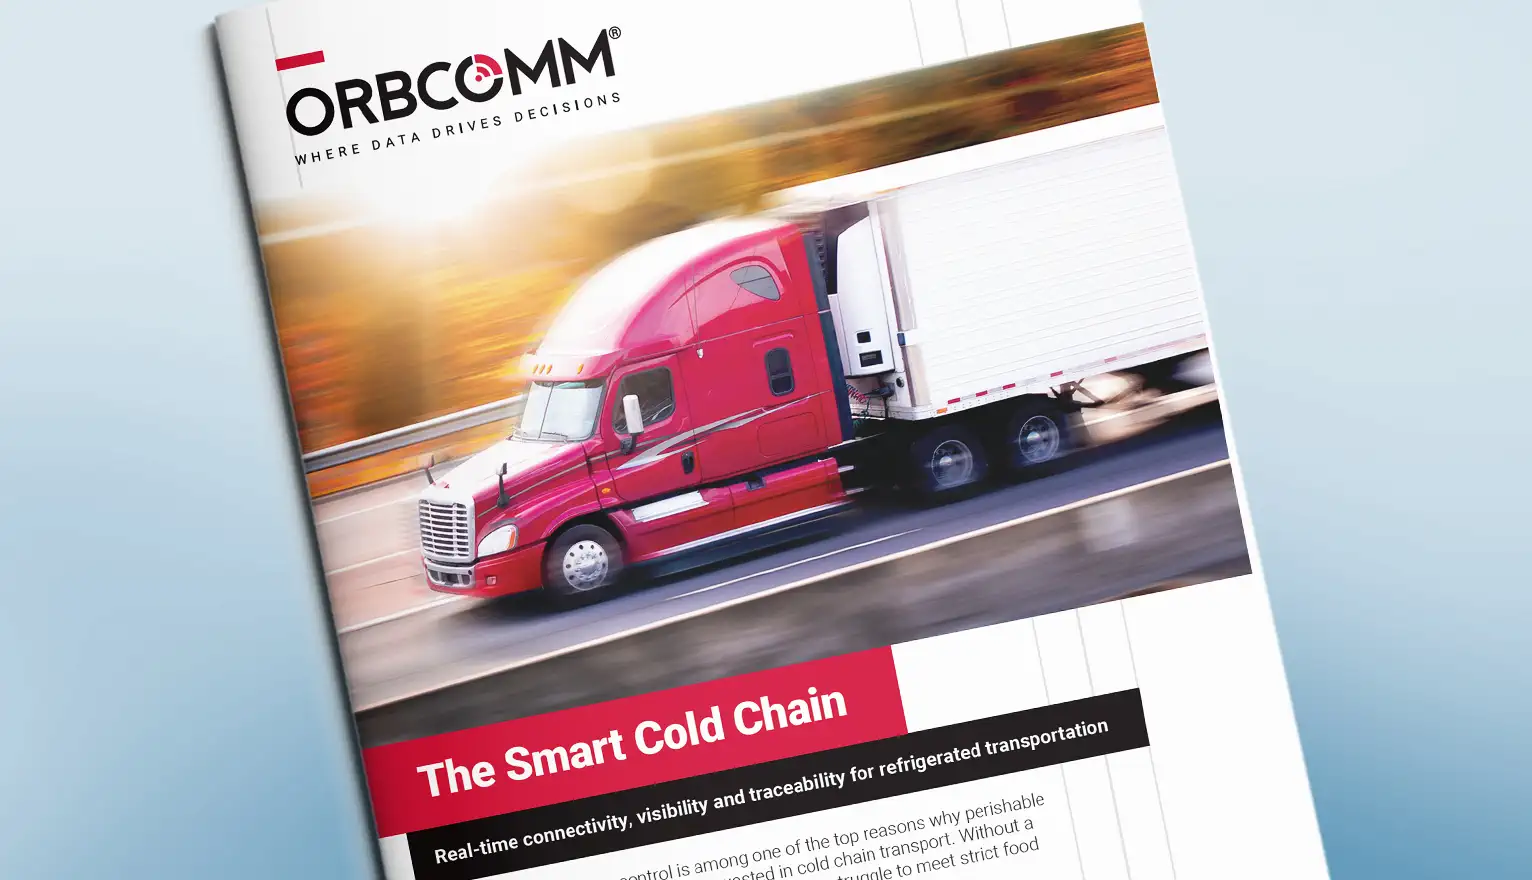 ORBCOMM®
WHERE DATA DRIVES DECISIONS
The Smart Cold Chain
Real-time connectivity, visibility and traceability for refrigerated transportation
control is among one of the top reasons why perishable
in cold chain transport. Without a
struggle to meet strict food